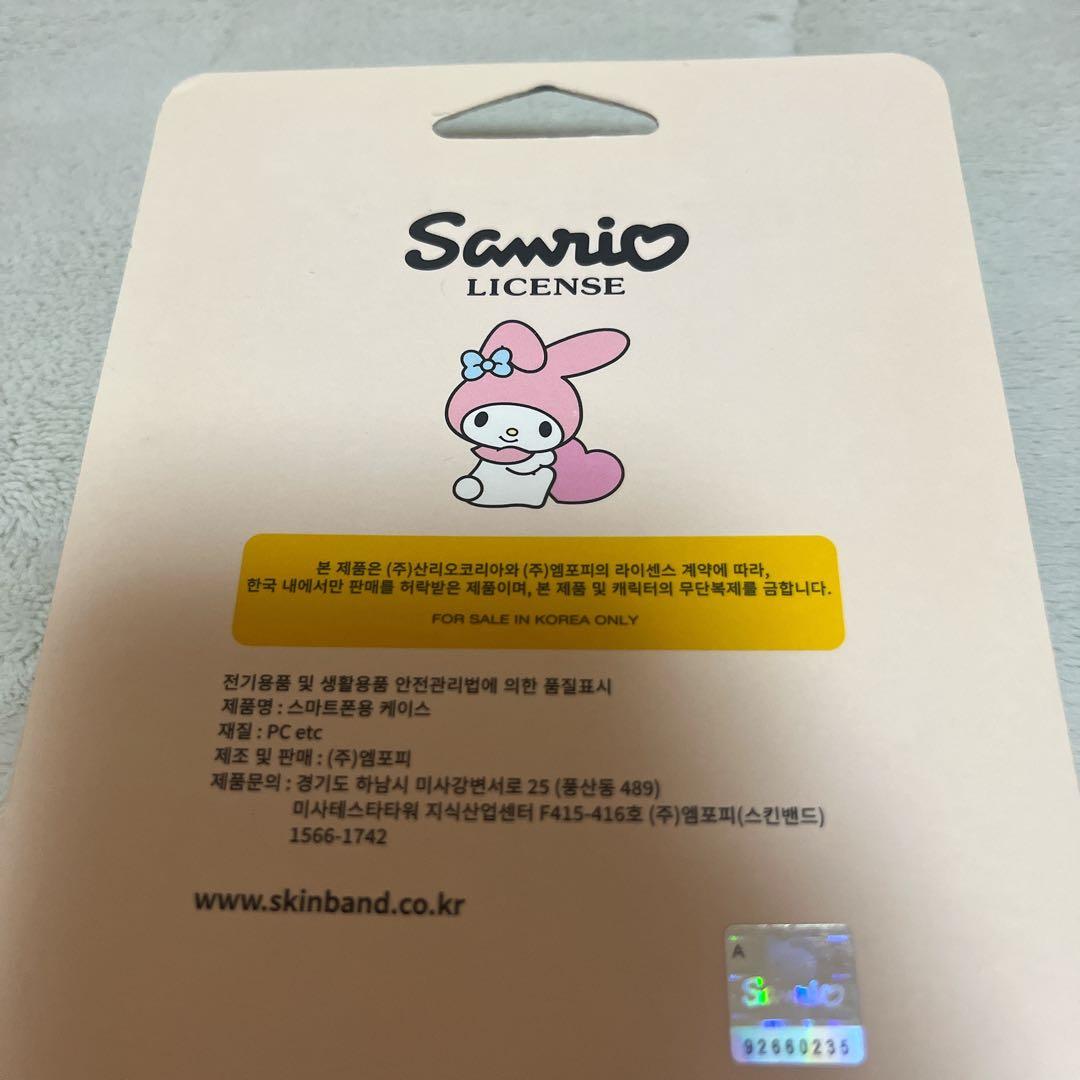 Sanrio
LICENSE
본 제품은 (주)산리오코리아와 (주)엠포피의 라이센스 계약에 따라,
한국 내에서만 판매를 허락받은 제품이며, 본 제품 및 캐릭터의 무단복제를 금합니다.
FOR SALE IN KOREA ONLY
전기용품 및 생활용품 안전관리법에 의한 품질표시
제품명 : 스마트폰용 케이스
재질 : PC etc
제조 및 판매 : (주)엠포피
제품문의 : 경기도 하남시 미사강변서로 25 (풍산동 489)
미사테스타타워 지식산업센터 F415-416호 (주)엠포피(스킨밴드)
1566-1742
www.skinband.co.kr
A
Sanrio
92660235